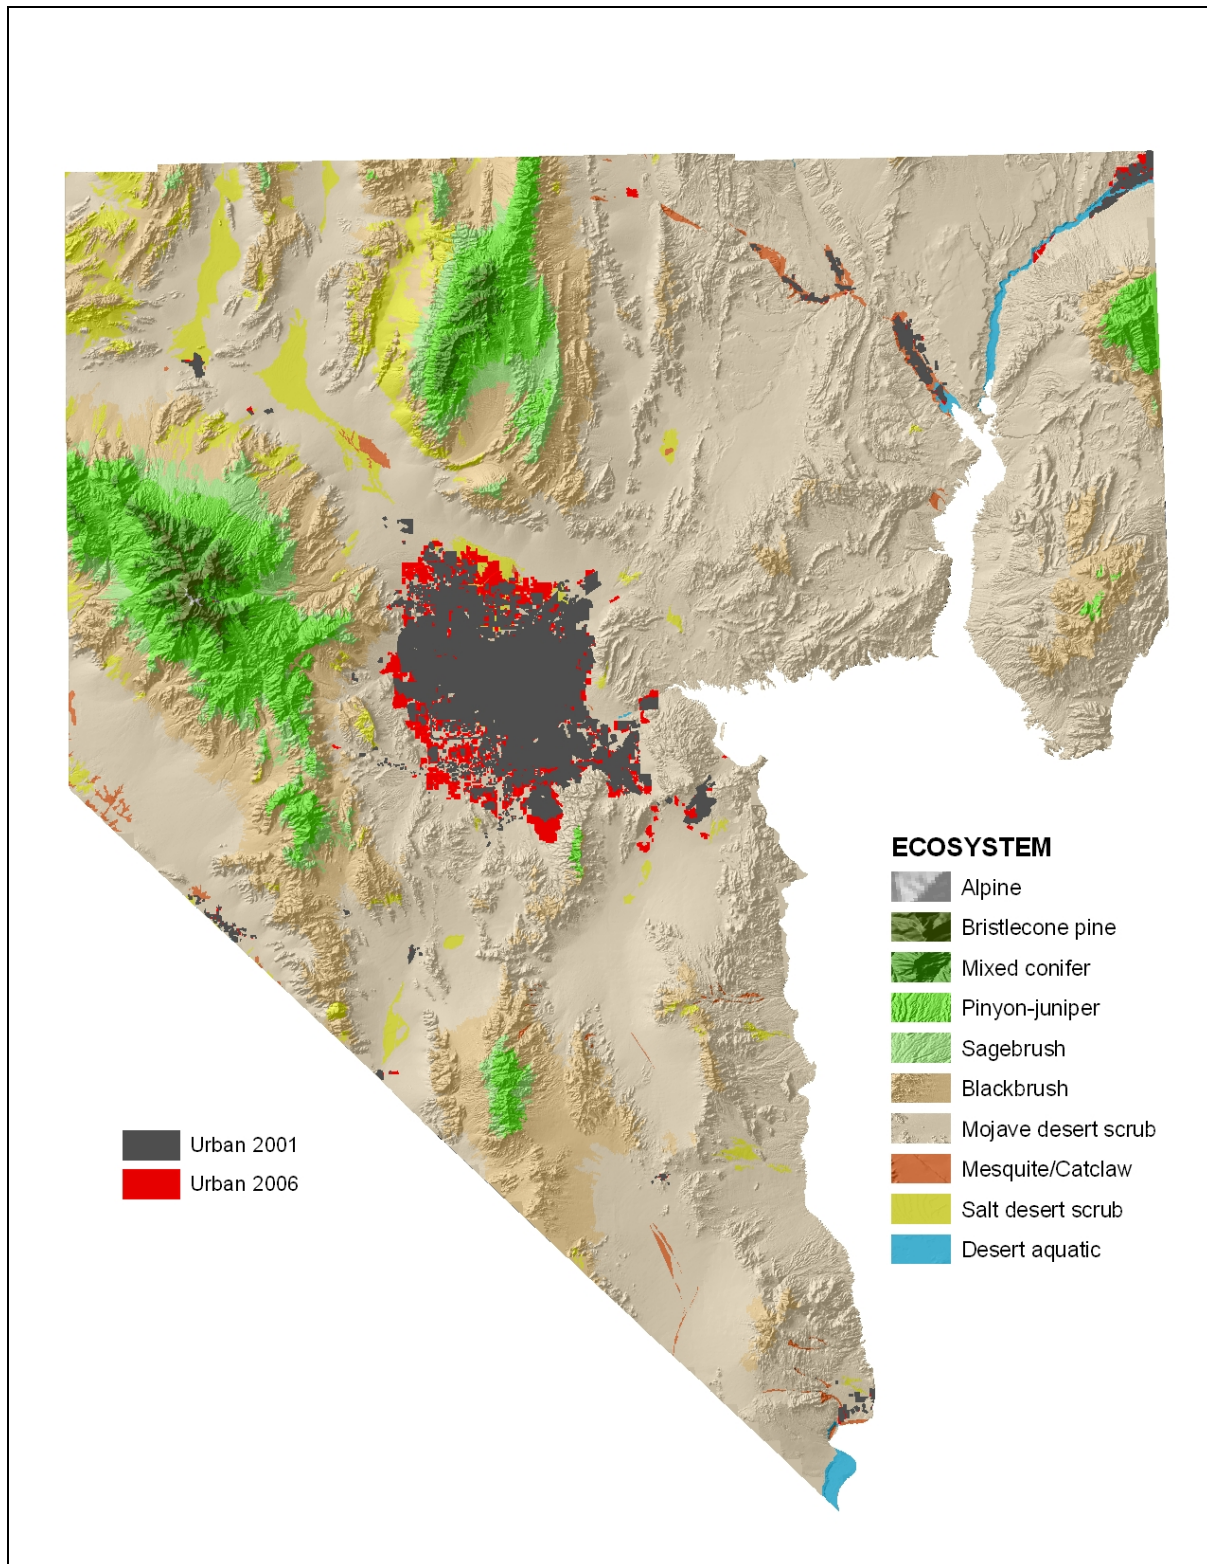 ECOSYSTEM
Alpine
Bristlecone pine
Mixed conifer
Pinyon-juniper
Sagebrush
Blackbrush
Mojave desert scrub
Mesquite/Catclaw
Salt desert scrub
Desert aquatic
Urban 2001
Urban 2006